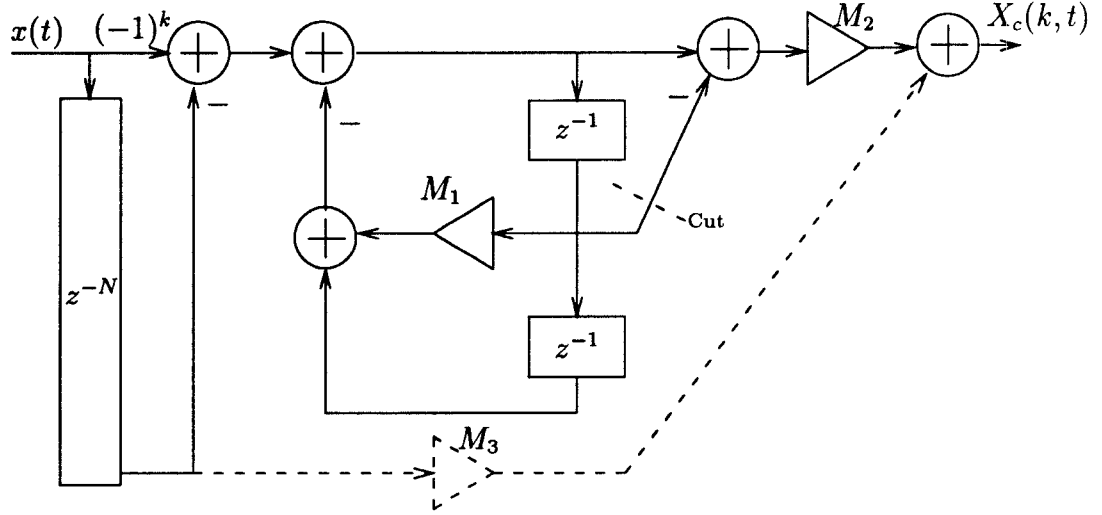 x(t)
(-1)^k
M_2
X_c(k, t)
+
+
+
+
−
−
−
z^{-1}
M_1
Cut
+
z^{-N}
z^{-1}
M_3